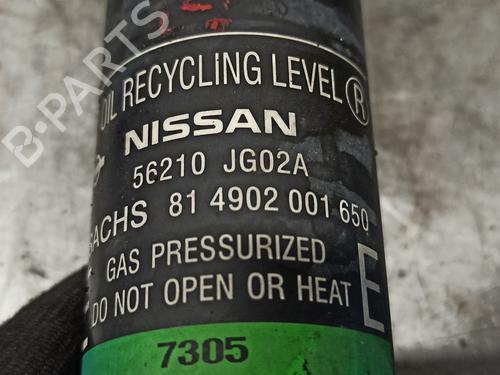 OIL RECYCLING LEVEL R
NISSAN
56210 JG02A
SACHS 81 4902 001 650
GAS PRESSURIZED
DO NOT OPEN OR HEAT E
7305
B-PARTS